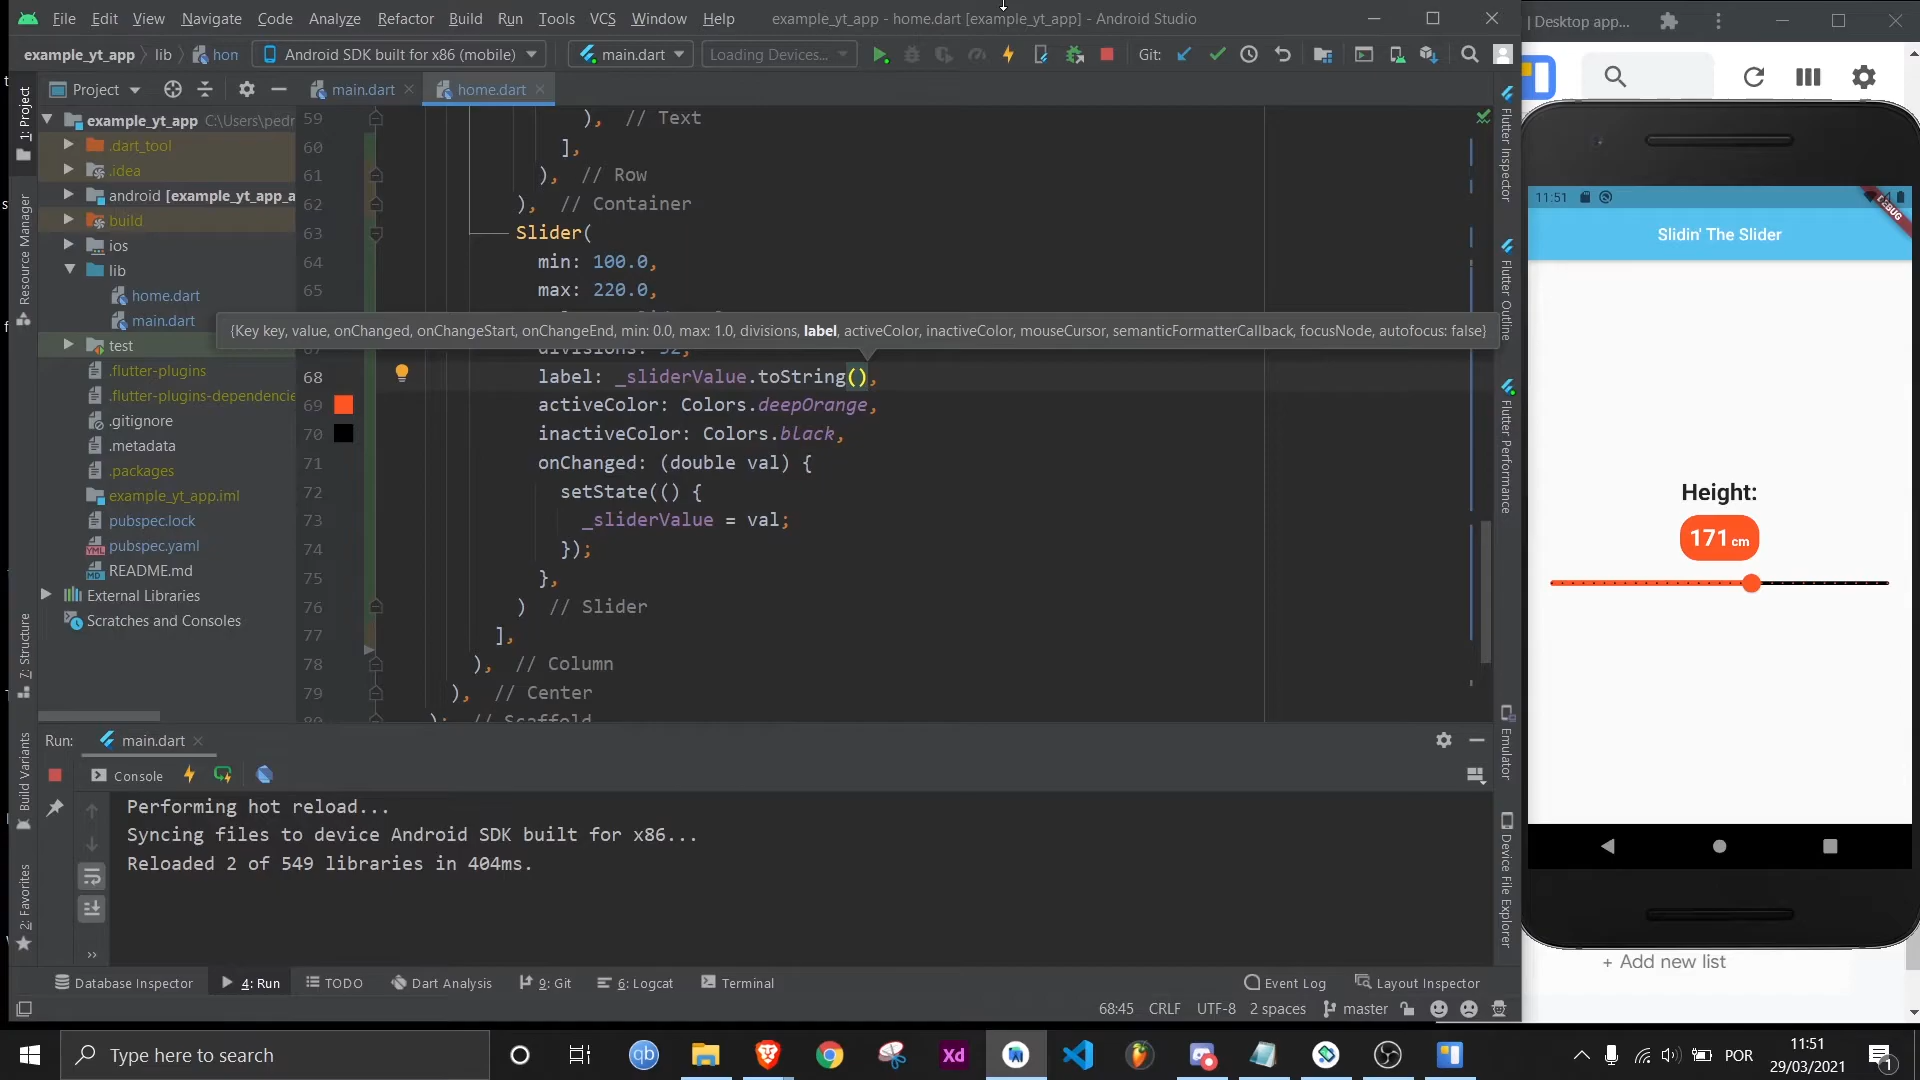 File Edit View Navigate Code Analyze Refactor Build Run Tools VCS Window Help example_yt_app - home.dart [example_yt_app] - Android Studio
| Desktop app...
example_yt_app lib hon Android SDK built for x86 (mobile) main.dart Loading Devices... Git:
Project main.dart home.dart
1: Project
Resource Manager
7: Structure
Build Variants
2: Favorites
example_yt_app C:\Users\pedr
.dart_tool
.idea
android [example_yt_app_a
build
ios
lib
home.dart
main.dart
test
.flutter-plugins
.flutter-plugins-dependencie
.gitignore
.metadata
.packages
example_yt_app.iml
pubspec.lock
pubspec.yaml
README.md
External Libraries
Scratches and Consoles
59 ), // Text
60 ],
61 ), // Row
62 ), // Container
63 Slider(
64 min: 100.0,
65 max: 220.0,
{Key key, value, onChanged, onChangeStart, onChangeEnd, min: 0.0, max: 1.0, divisions, label, activeColor, inactiveColor, mouseCursor, semanticFormatterCallback, focusNode, autofocus: false}
68 label: _sliderValue.toString(),
69 activeColor: Colors.deepOrange,
70 inactiveColor: Colors.black,
71 onChanged: (double val) {
72 setState(() {
73 _sliderValue = val;
74 });
75 },
76 ) // Slider
77 ],
78 ), // Column
79 ), // Center
80 ); // Scaffold
Flutter Inspector
Flutter Outline
Flutter Performance
Emulator
Device File Explorer
11:51
DEBUG
Slidin' The Slider
Height:
171 cm
+ Add new list
Run: main.dart
Console
Performing hot reload...
Syncing files to device Android SDK built for x86...
Reloaded 2 of 549 libraries in 404ms.
Database Inspector 4: Run TODO Dart Analysis 9: Git 6: Logcat Terminal Event Log Layout Inspector
68:45 CRLF UTF-8 2 spaces master
Type here to search
qb
Xd
POR
11:51
29/03/2021
1